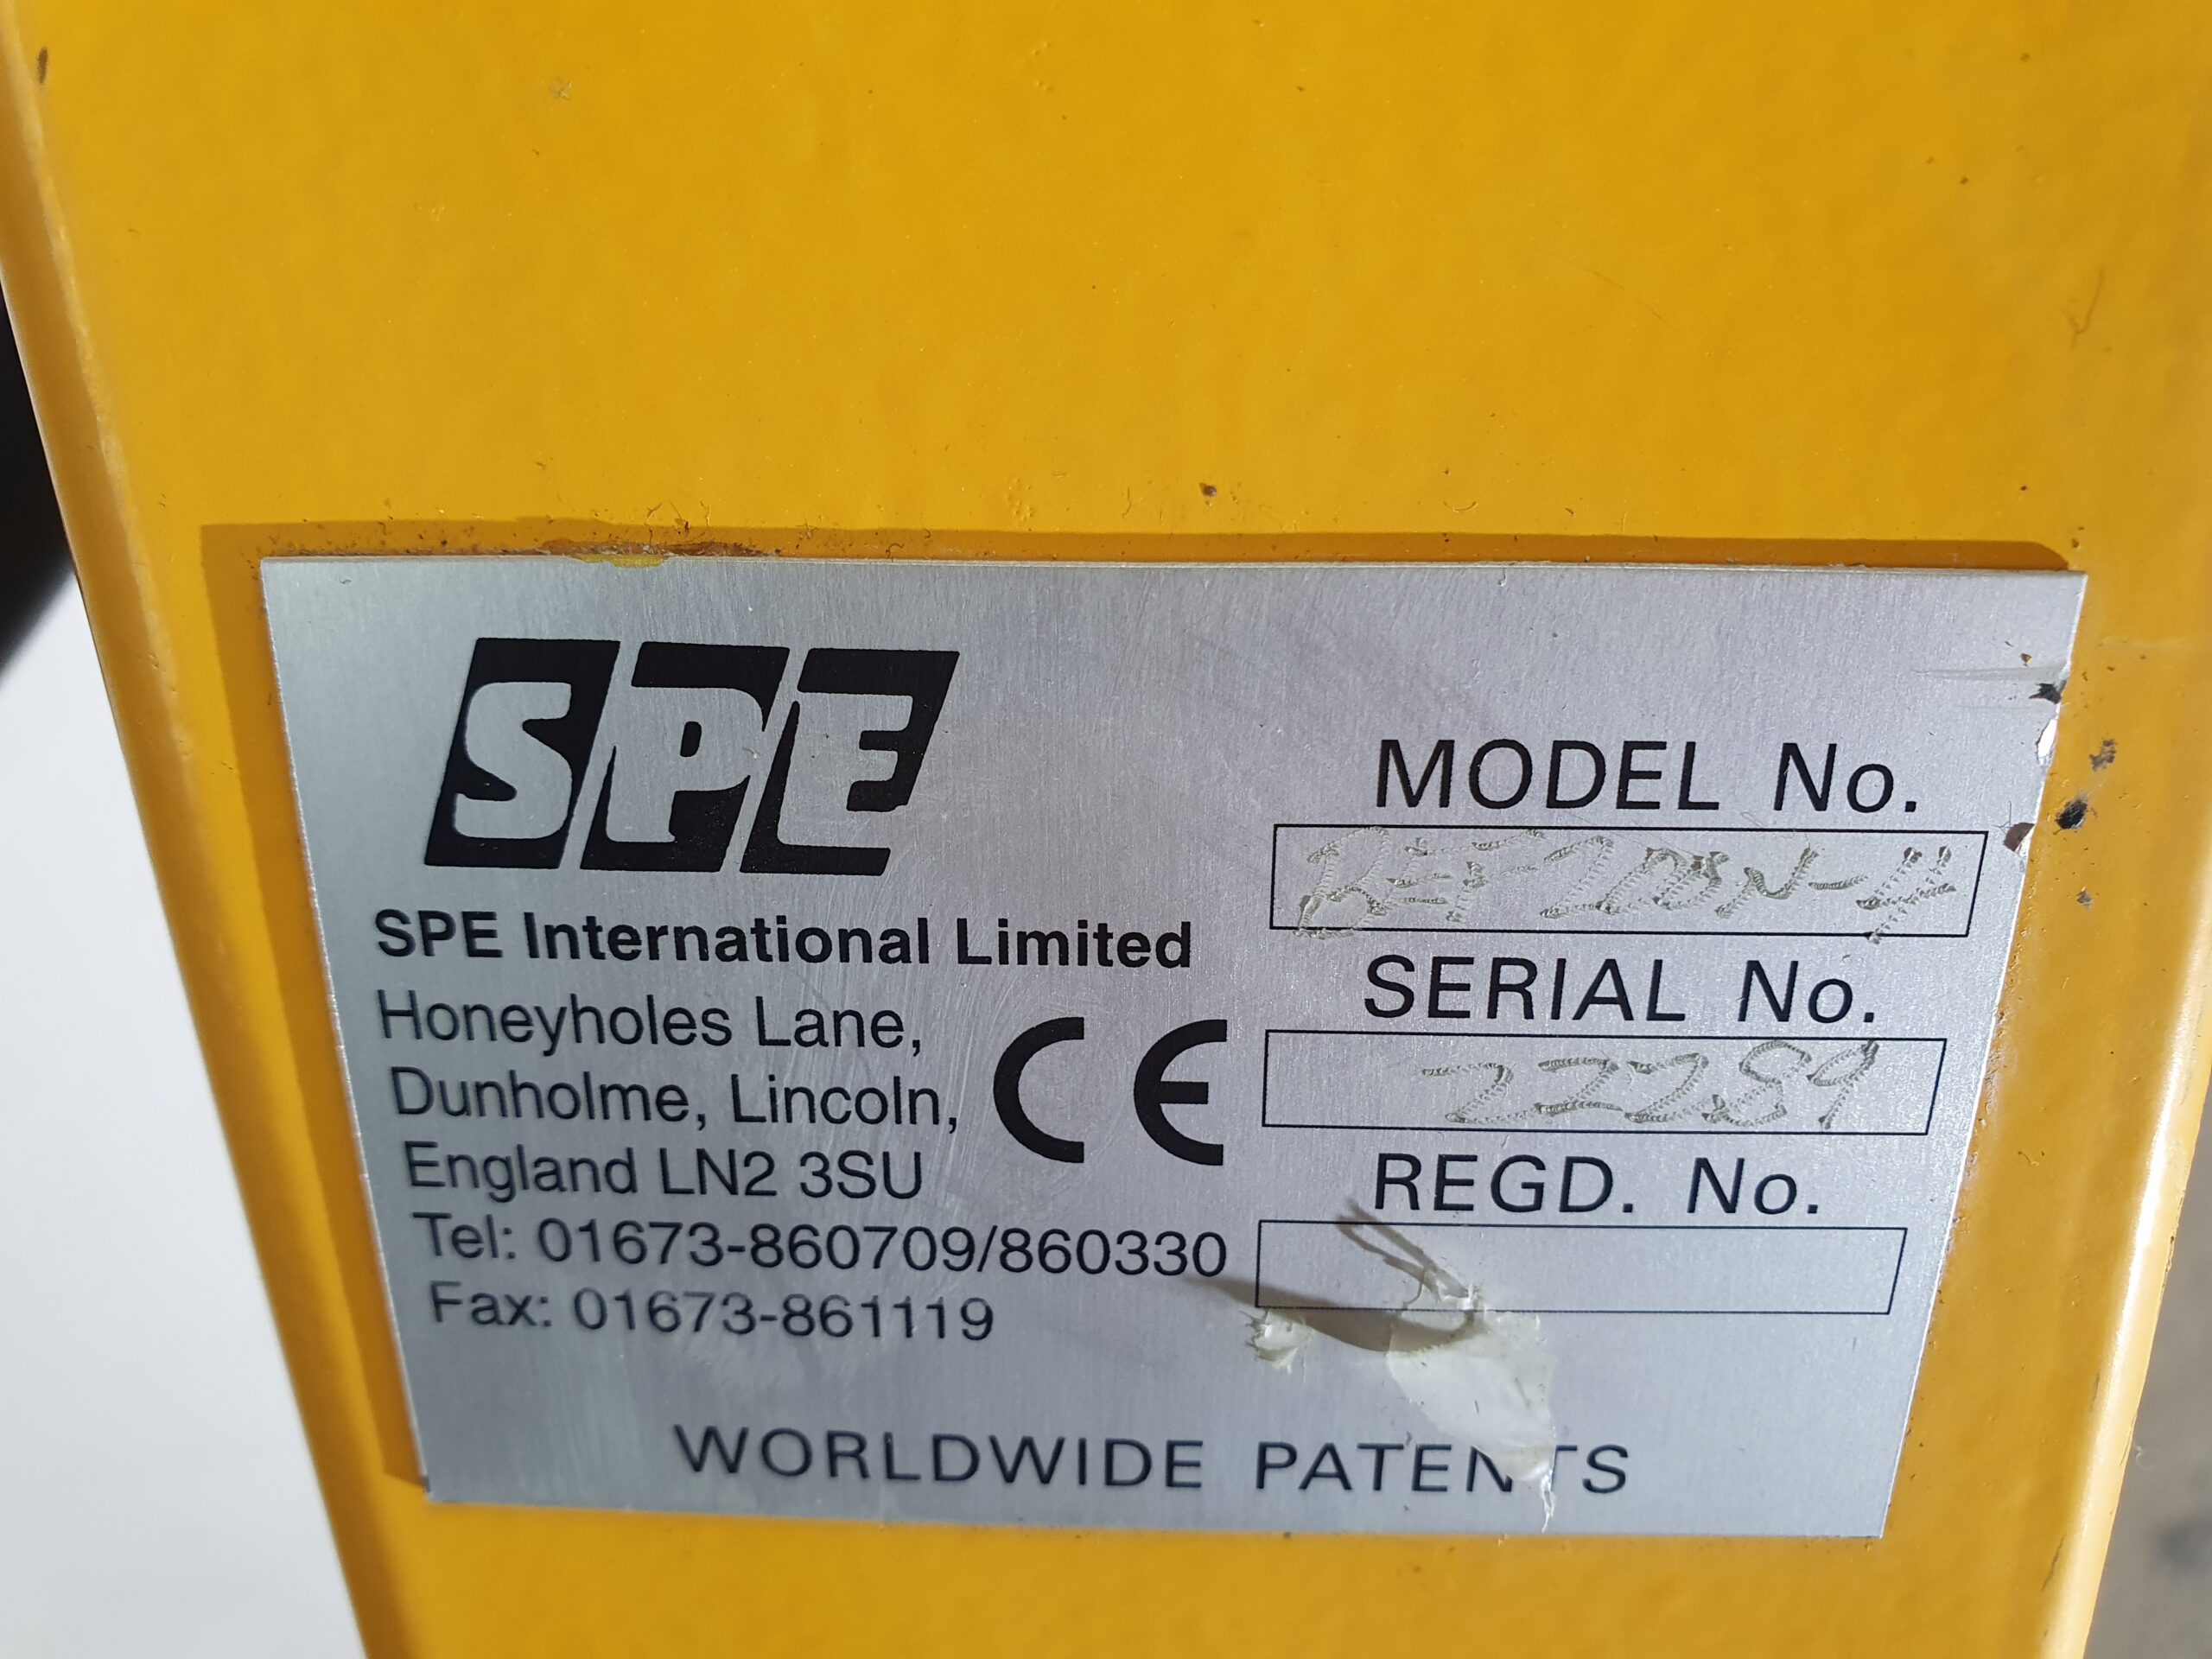 SPE
SPE International Limited
Honeyholes Lane,
Dunholme, Lincoln,
England LN2 3SU
Tel: 01673-860709/860330
Fax: 01673-861119
CE
MODEL No.
SERIAL No.
22289
REGD. No.
WORLDWIDE PATENTS